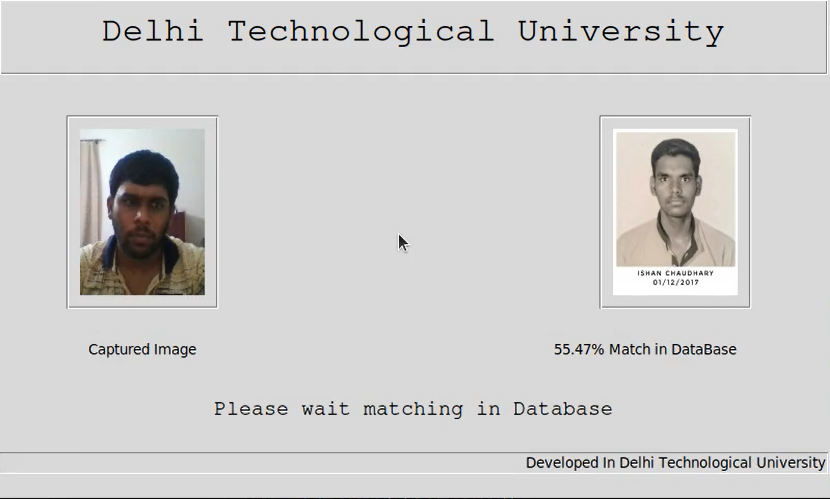 Delhi Technological University
ISHAN CHAUDHARY
01/12/2017
Captured Image
55.47% Match in DataBase
Please wait matching in Database
Developed In Delhi Technological University